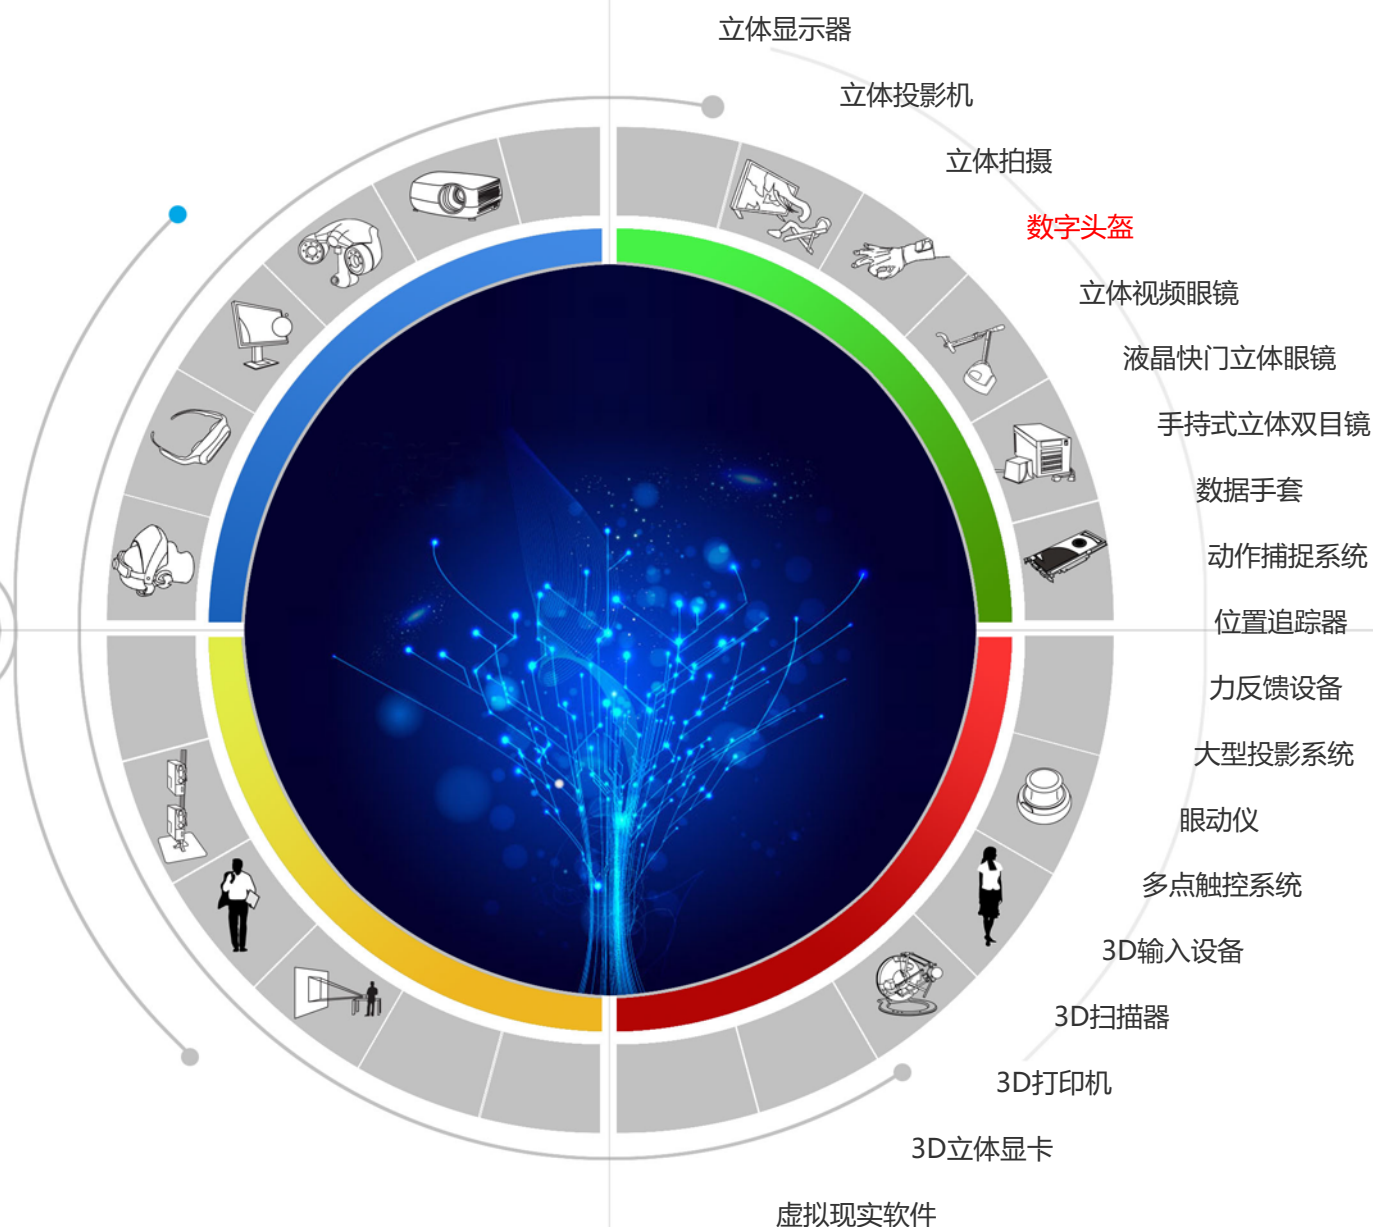 立体显示器
立体投影机
立体拍摄
数字头盔
立体视频眼镜
液晶快门立体眼镜
手持式立体双目镜
数据手套
动作捕捉系统
位置追踪器
力反馈设备
大型投影系统
眼动仪
多点触控系统
3D输入设备
3D扫描器
3D打印机
3D立体显卡
虚拟现实软件